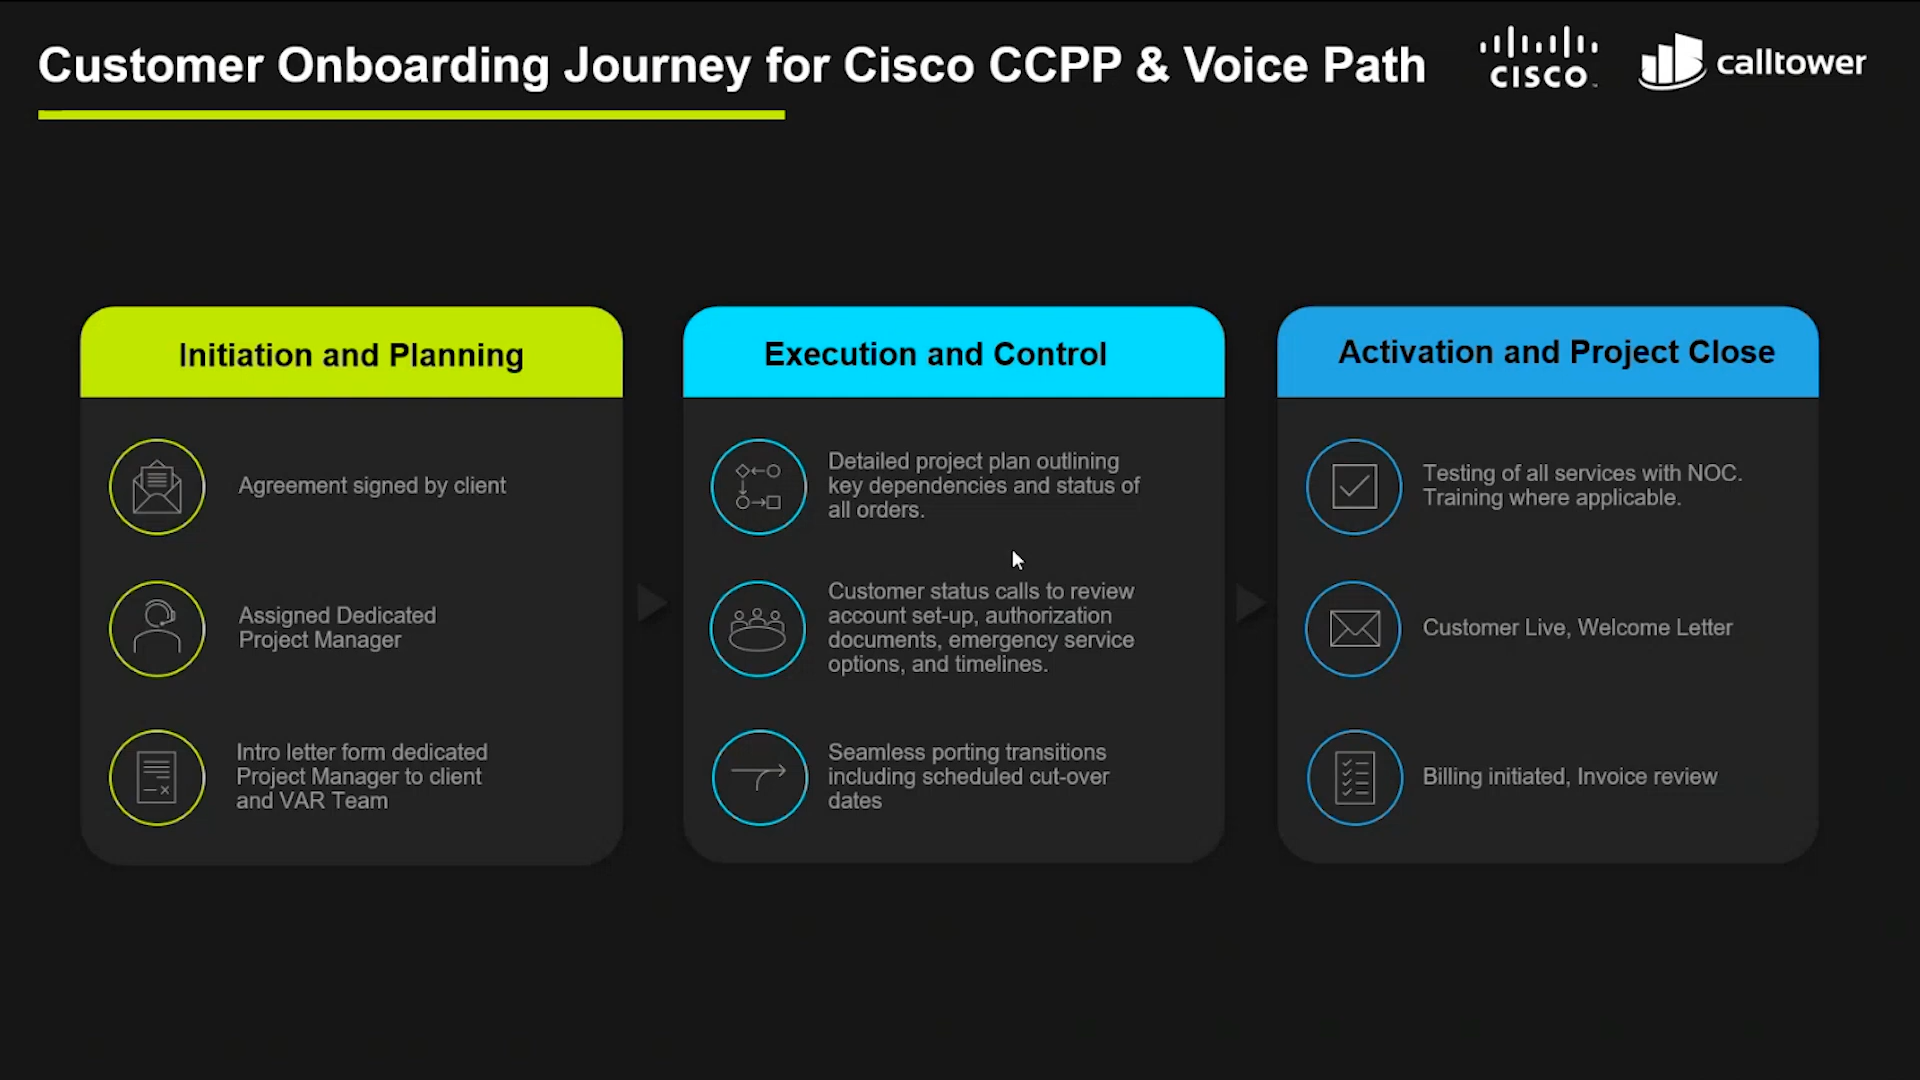 Customer Onboarding Journey for Cisco CCPP & Voice Path
cisco
calltower
Initiation and Planning
Agreement signed by client
Assigned Dedicated
Project Manager
Intro letter form dedicated
Project Manager to client
and VAR Team
Execution and Control
Detailed project plan outlining
key dependencies and status of
all orders.
Customer status calls to review
account set-up, authorization
documents, emergency service
options, and timelines.
Seamless porting transitions
including scheduled cut-over
dates
Activation and Project Close
Testing of all services with NOC.
Training where applicable.
Customer Live, Welcome Letter
Billing initiated, Invoice review